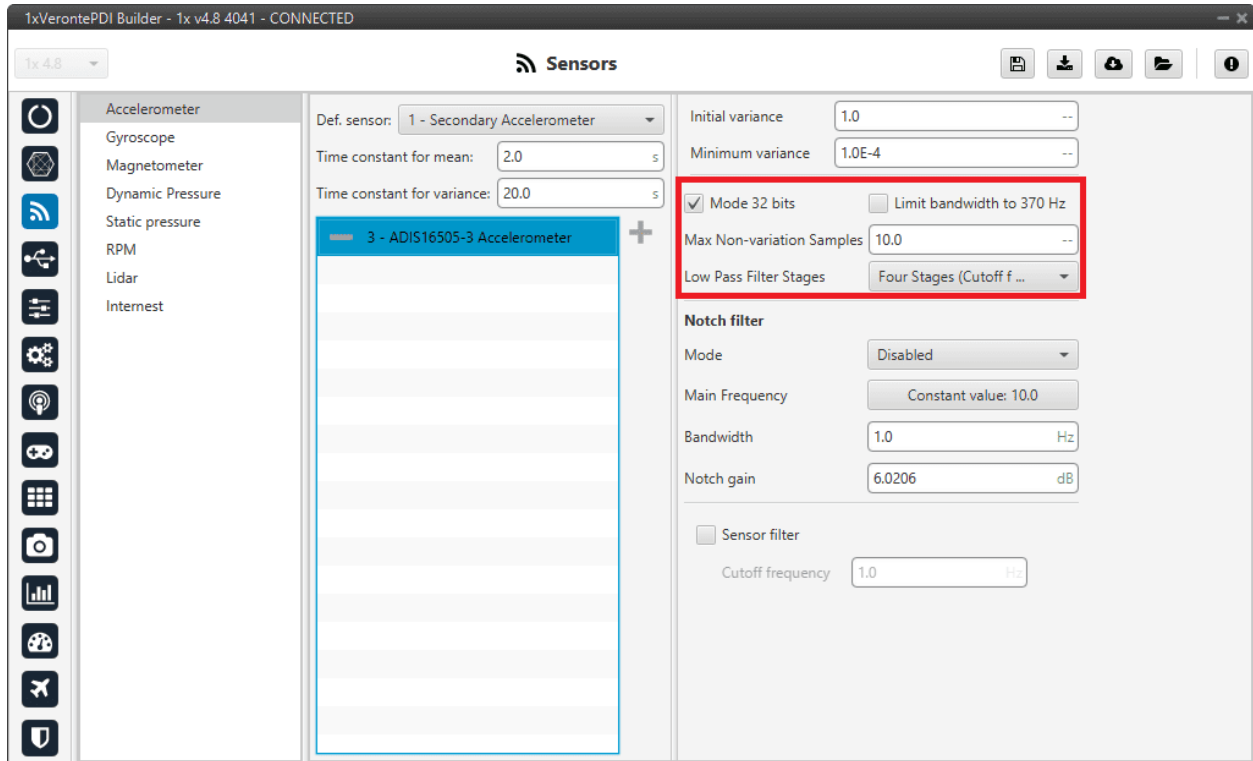 1xVerontePDI Builder - 1x v4.8 4041 - CONNECTED
1x 4.8
Sensors
Accelerometer
Gyroscope
Magnetometer
Dynamic Pressure
Static pressure
RPM
Lidar
Internest
Def. sensor: 1 - Secondary Accelerometer
Time constant for mean: 2.0 s
Time constant for variance: 20.0 s
3 - ADIS16505-3 Accelerometer
Initial variance 1.0 --
Minimum variance 1.0E-4 --
Mode 32 bits Limit bandwidth to 370 Hz
Max Non-variation Samples 10.0 --
Low Pass Filter Stages Four Stages (Cutoff f ...
Notch filter
Mode Disabled
Main Frequency Constant value: 10.0
Bandwidth 1.0 Hz
Notch gain 6.0206 dB
Sensor filter
Cutoff frequency 1.0 Hz